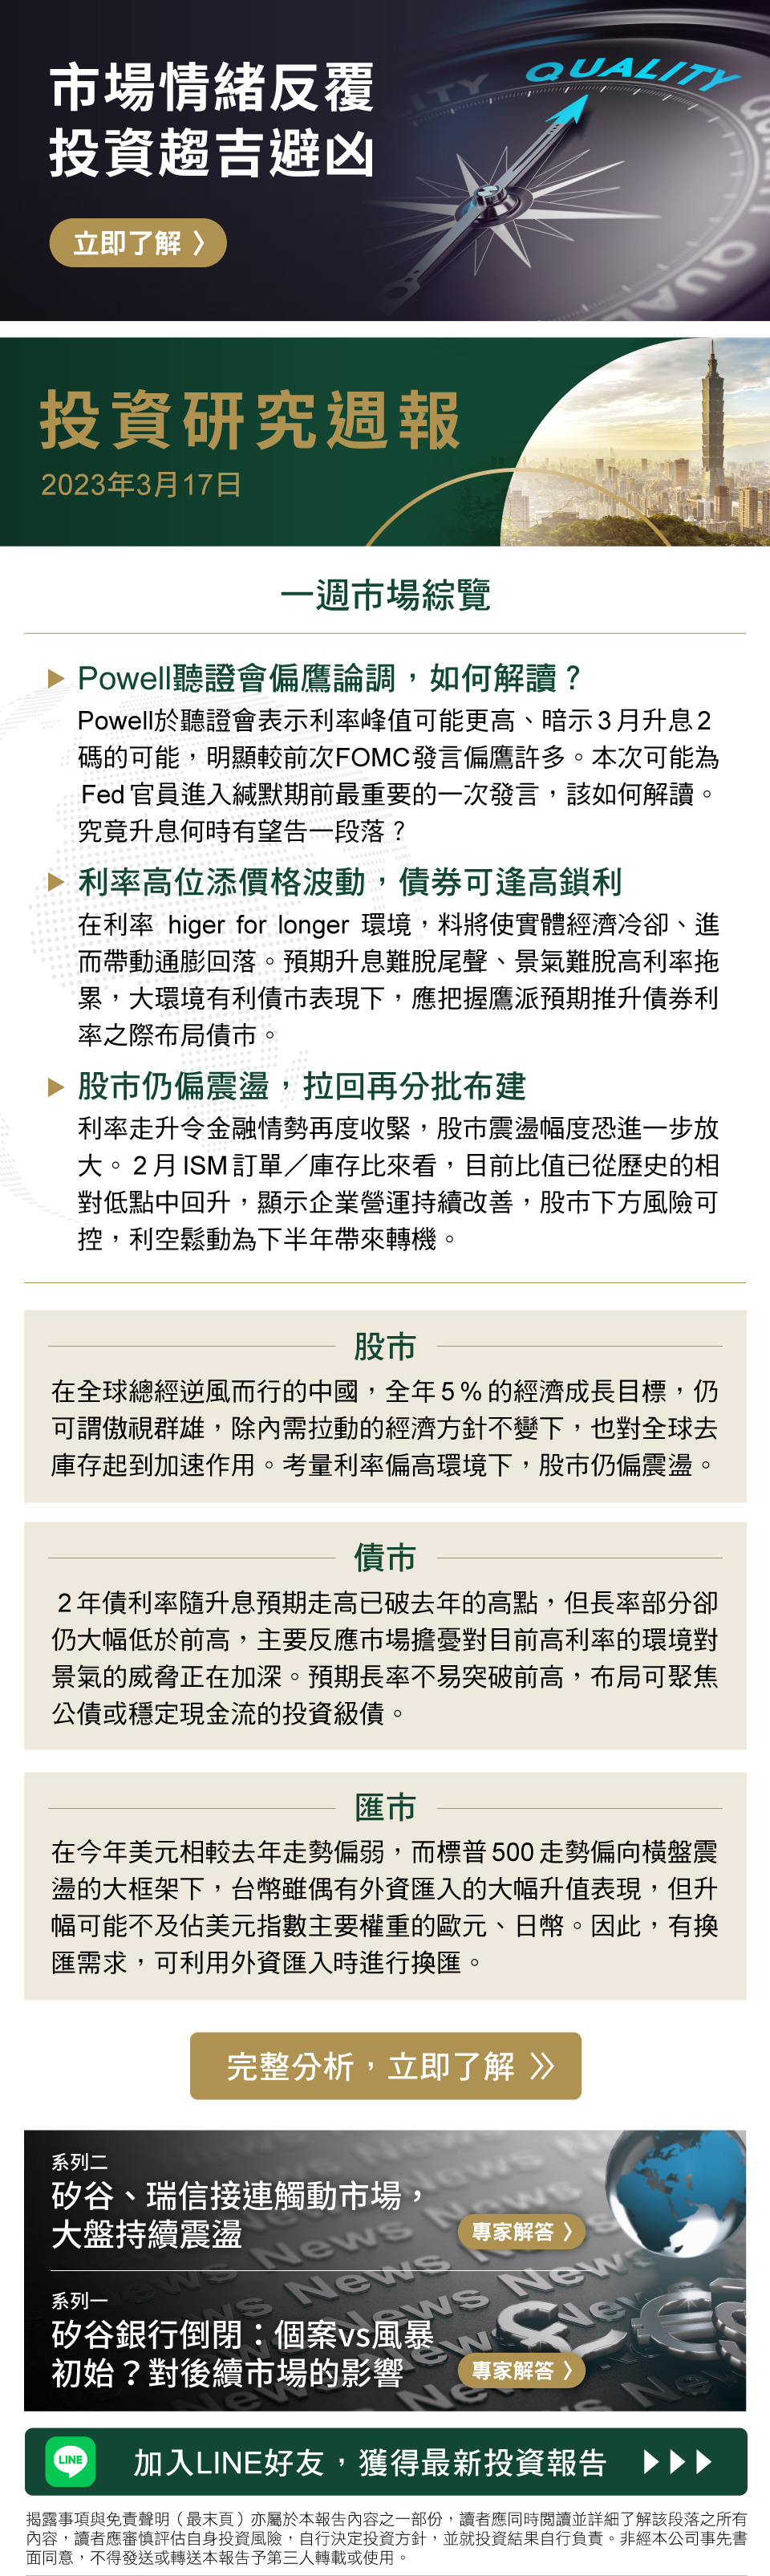 市場情緒反覆
投資趨吉避凶
立即了解 〉
QUALITY
投資研究週報
2023年3月17日
一週市場綜覽
Powell聽證會偏鷹論調，如何解讀？
Powell於聽證會表示利率峰值可能更高、暗示3月升息2
碼的可能，明顯較前次FOMC發言偏鷹許多。本次可能為
Fed官員進入緘默期前最重要的一次發言，該如何解讀。
究竟升息何時有望告一段落？
利率高位添價格波動，債券可逢高鎖利
在利率 higer for longer 環境，料將使實體經濟冷卻、進
而帶動通膨回落。預期升息難脫尾聲、景氣難脫高利率拖
累，大環境有利債市表現下，應把握鷹派預期推升債券利
率之際布局債市。
股市仍偏震盪，拉回再分批布建
利率走升令金融情勢再度收緊，股市震盪幅度恐進一步放
大。2月ISM訂單／庫存比來看，目前比值已從歷史的相
對低點中回升，顯示企業營運持續改善，股市下方風險可
控，利空鬆動為下半年帶來轉機。
股市
在全球總經逆風而行的中國，全年5%的經濟成長目標，仍
可謂傲視群雄，除內需拉動的經濟方針不變下，也對全球去
庫存起到加速作用。考量利率偏高環境下，股市仍偏震盪。
債市
2年債利率隨升息預期走高已破去年的高點，但長率部分卻
仍大幅低於前高，主要反應市場擔憂對目前高利率的環境對
景氣的威脅正在加深。預期長率不易突破前高，布局可聚焦
公債或穩定現金流的投資級債。
匯市
在今年美元相較去年走勢偏弱，而標普500走勢偏向橫盤震
盪的大框架下，台幣雖偶有外資匯入的大幅升值表現，但升
幅可能不及佔美元指數主要權重的歐元、日幣。因此，有換
匯需求，可利用外資匯入時進行換匯。
完整分析，立即了解 》
系列二
矽谷、瑞信接連觸動市場，
大盤持續震盪
專家解答 〉
系列一
矽谷銀行倒閉：個案vs風暴
初始？對後續市場的影響
專家解答 〉
LINE 加入LINE好友，獲得最新投資報告
揭露事項與免責聲明（最末頁）亦屬於本報告內容之一部份，讀者應同時閱讀並詳細了解該段落之所有
內容，讀者應審慎評估自身投資風險，自行決定投資方針，並就投資結果自行負責。非經本公司事先書
面同意，不得發送或轉送本報告予第三人轉載或使用。